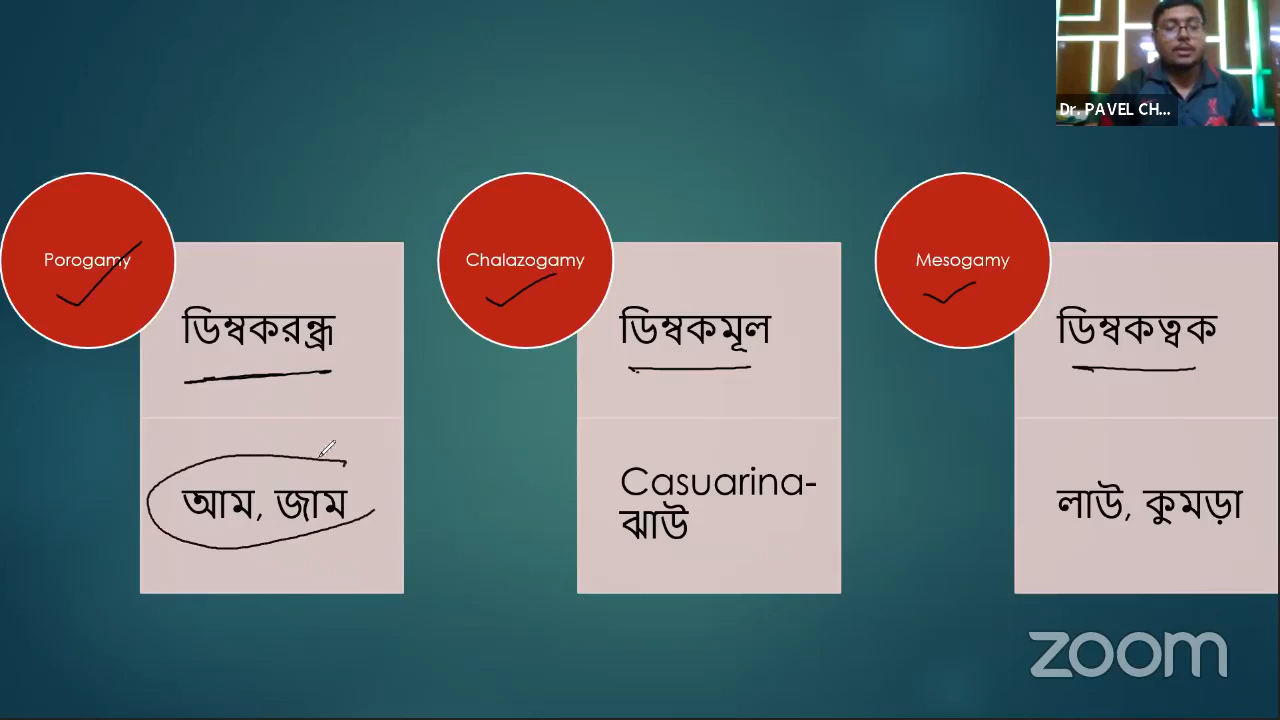 Dr. PAVEL CH...
Porogamy
ডিম্বকরন্ধ্র
আম, জাম
Chalazogamy
ডিম্বকমূল
Casuarina-
ঝাউ
Mesogamy
ডিম্বকত্বক
লাউ, কুমড়া
zoom